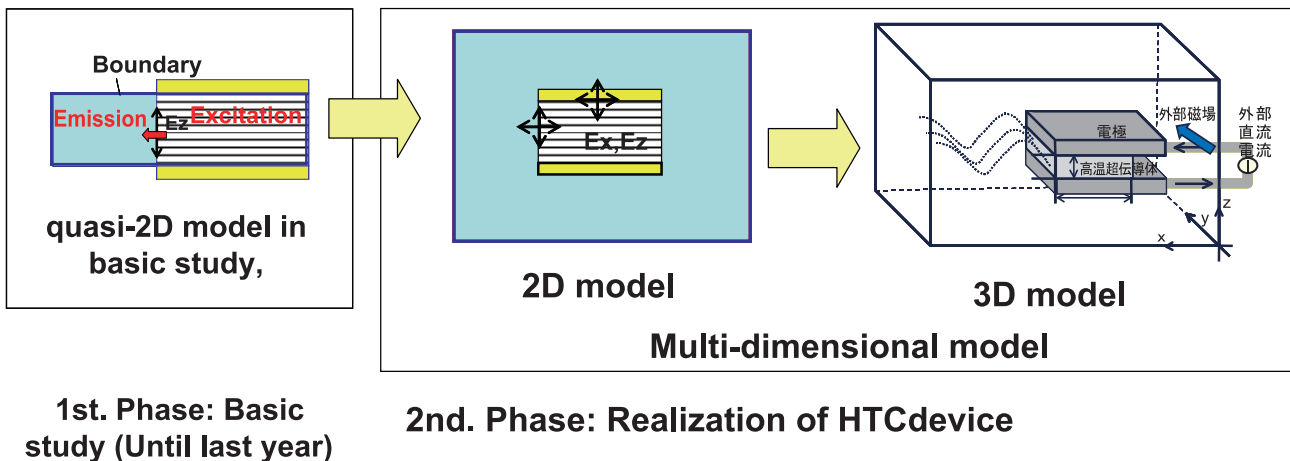 Boundary
Emission
Ez
Excitation
quasi-2D model in
basic study,
1st. Phase: Basic
study (Until last year)
Ex,Ez
2D model
電極
高温超伝導体
外部磁場
外部
直流
電流
z
y
x
3D model
Multi-dimensional model
2nd. Phase: Realization of HTCdevice